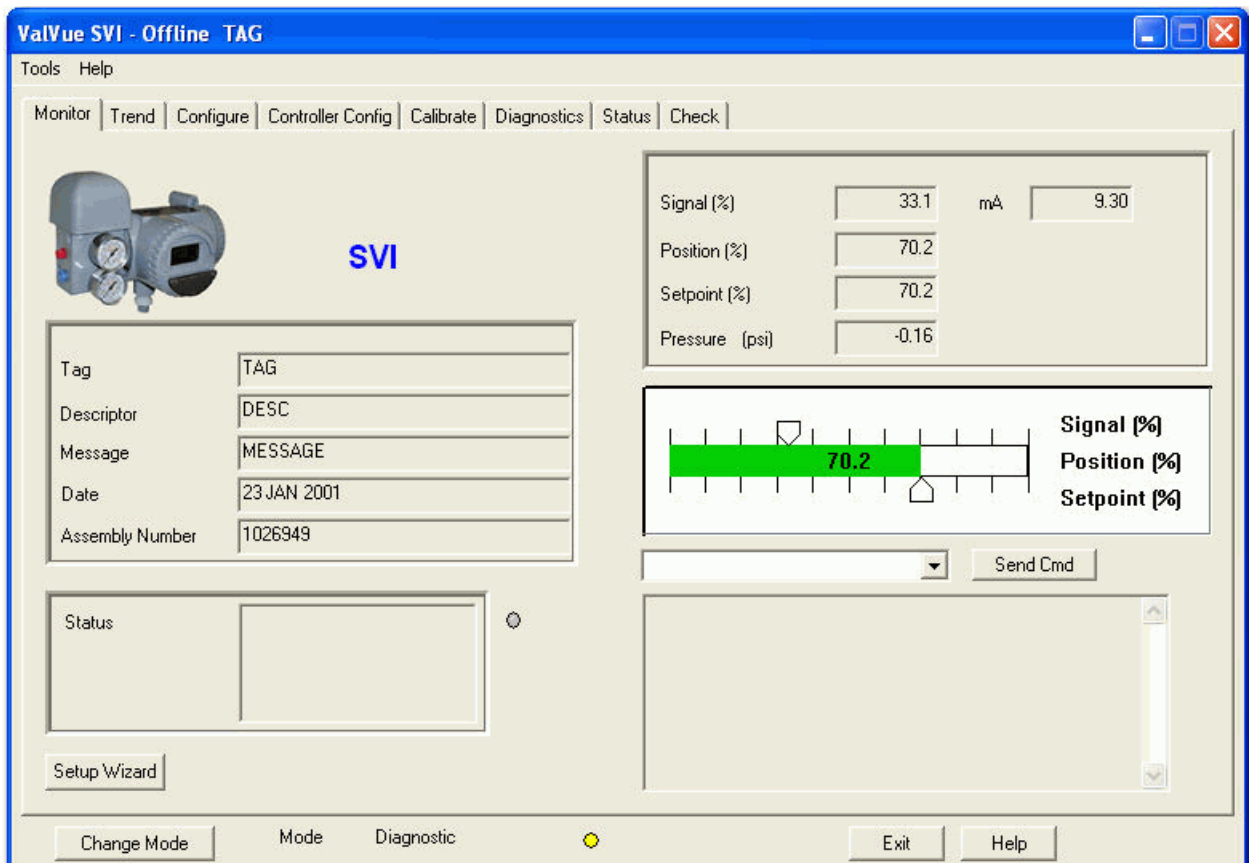 ValVue SVI - Offline TAG
Tools Help
Monitor Trend Configure Controller Config Calibrate Diagnostics Status Check
SVI
Signal (%) 33.1 mA 9.30
Position (%) 70.2
Setpoint (%) 70.2
Pressure (psi) -0.16
Tag TAG
Descriptor DESC
Message MESSAGE
Date 23 JAN 2001
Assembly Number 1026949
Signal (%)
70.2 Position (%)
Setpoint (%)
Send Cmd
Status
Setup Wizard
Change Mode Mode Diagnostic Exit Help